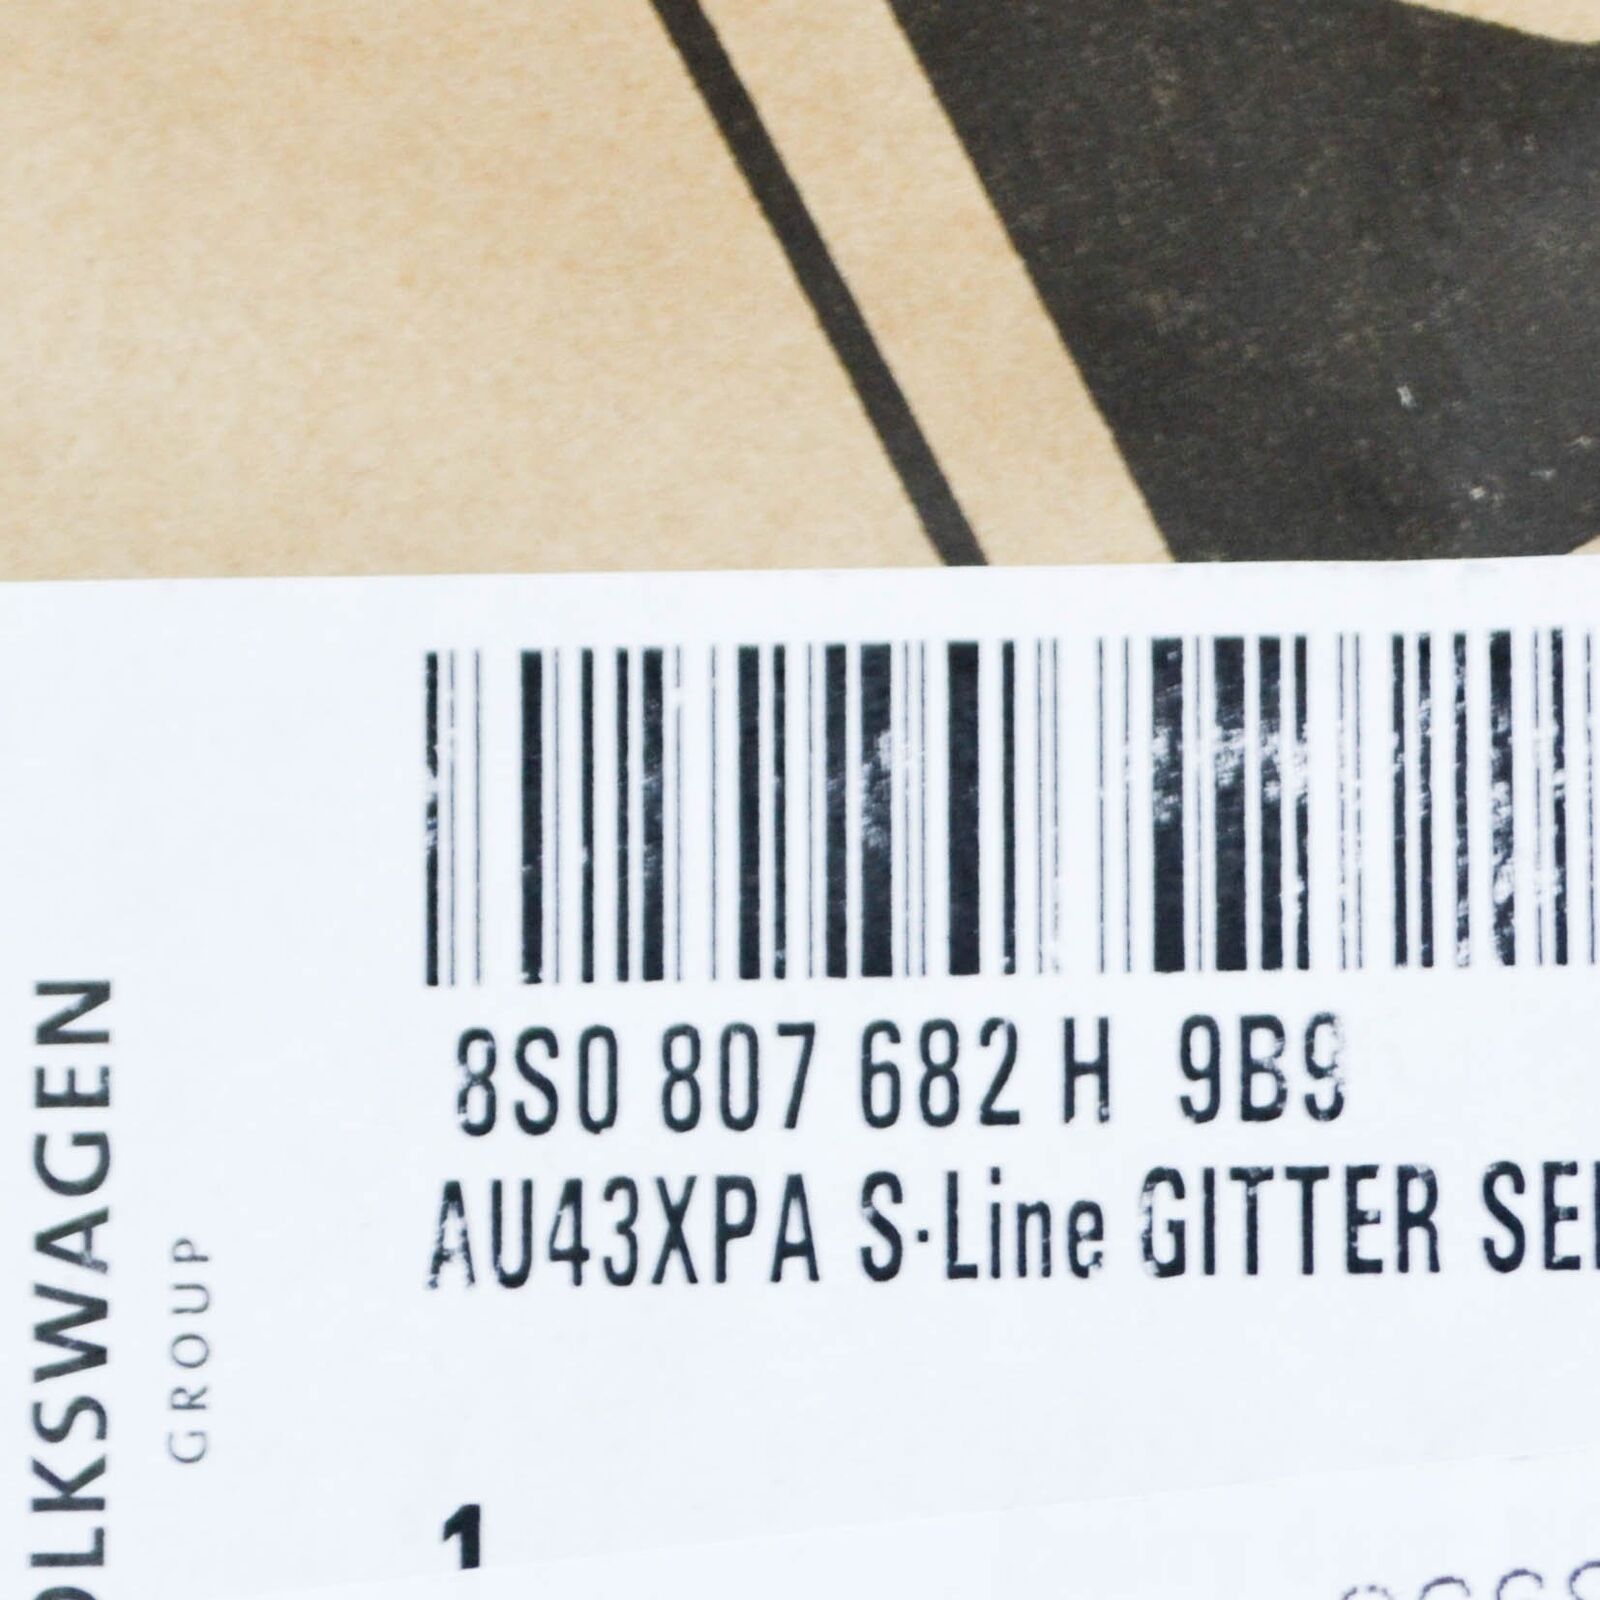 8S0 807 682 H 9B9
AU43XPA S-Line GITTER
OLKSWAGEN
GROUP
1